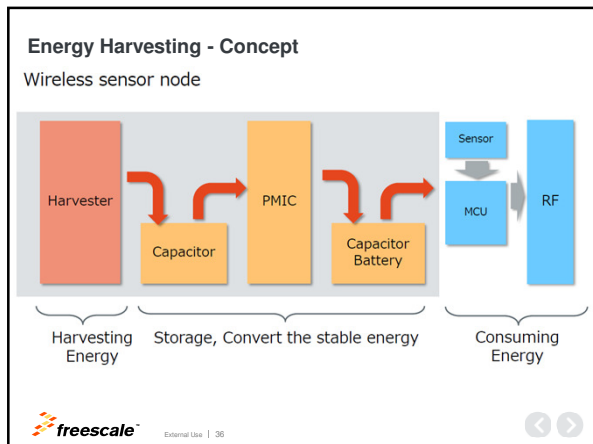 Energy Harvesting - Concept
Wireless sensor node
Harvester
Capacitor
PMIC
Capacitor
Battery
Sensor
MCU
RF
Harvesting
Energy
Storage, Convert the stable energy
Consuming
Energy
freescale™
External Use | 36